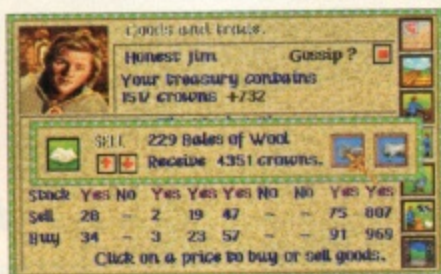 Goods and trade.
Honest Jim Gossip ?
Your treasury contains
1517 crowns +732
SELL 229 Bales of Wool
Receive 4351 crowns.
Stock Yes No Yes Yes Yes No No Yes Yes
Sell 28 - 2 19 47 - - 75 807
Buy 34 - 3 23 57 - - 91 969
Click on a price to buy or sell goods.